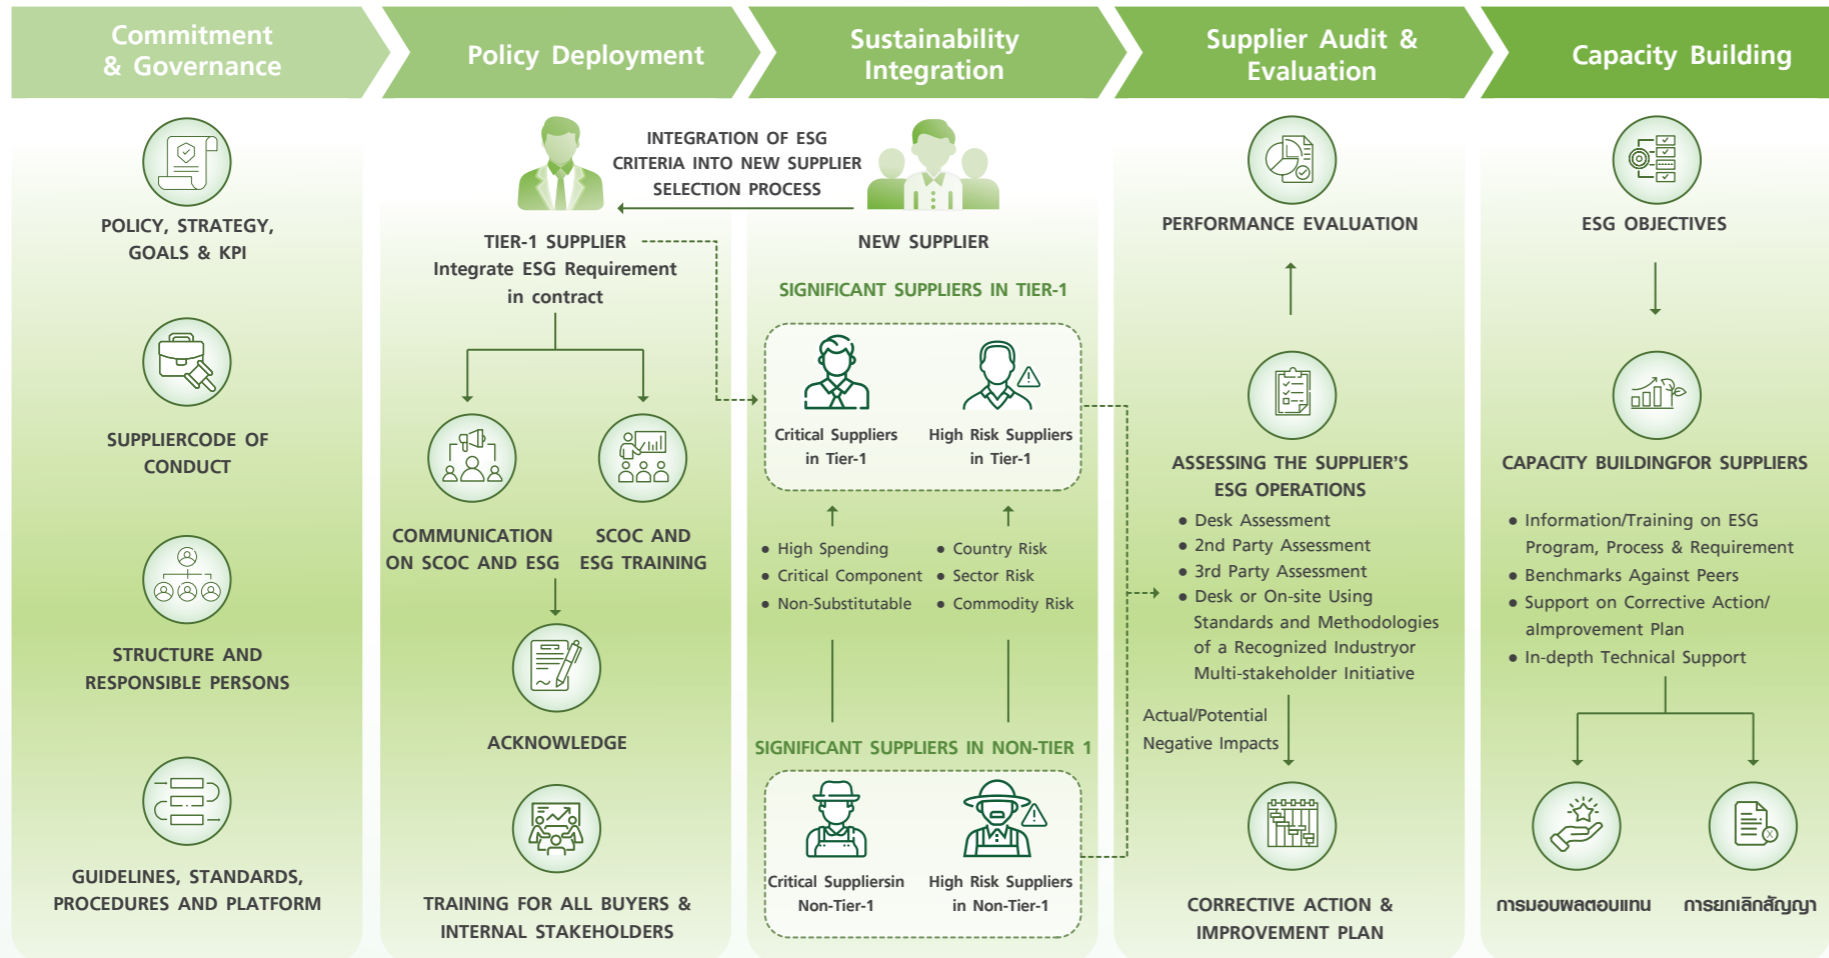 Commitment
& Governance
Policy Deployment
Sustainability
Integration
Supplier Audit &
Evaluation
Capacity Building
POLICY, STRATEGY,
GOALS & KPI
SUPPLIERCODE OF
CONDUCT
STRUCTURE AND
RESPONSIBLE PERSONS
GUIDELINES, STANDARDS,
PROCEDURES AND PLATFORM
INTEGRATION OF ESG
CRITERIA INTO NEW SUPPLIER
SELECTION PROCESS
TIER-1 SUPPLIER
Integrate ESG Requirement
in contract
COMMUNICATION
ON SCOC AND ESG
SCOC AND
ESG TRAINING
ACKNOWLEDGE
TRAINING FOR ALL BUYERS &
INTERNAL STAKEHOLDERS
NEW SUPPLIER
SIGNIFICANT SUPPLIERS IN TIER-1
Critical Suppliers
in Tier-1
High Risk Suppliers
in Tier-1
• High Spending
• Critical Component
• Non-Substitutable
• Country Risk
• Sector Risk
• Commodity Risk
SIGNIFICANT SUPPLIERS IN NON-TIER 1
Critical Suppliersin
Non-Tier-1
High Risk Suppliers
in Non-Tier-1
PERFORMANCE EVALUATION
ASSESSING THE SUPPLIER'S
ESG OPERATIONS
• Desk Assessment
• 2nd Party Assessment
• 3rd Party Assessment
• Desk or On-site Using
Standards and Methodologies
of a Recognized Industryor
Multi-stakeholder Initiative
Actual/Potential
Negative Impacts
CORRECTIVE ACTION &
IMPROVEMENT PLAN
ESG OBJECTIVES
CAPACITY BUILDINGFOR SUPPLIERS
• Information/Training on ESG
Program, Process & Requirement
• Benchmarks Against Peers
• Support on Corrective Action/
aImprovement Plan
• In-depth Technical Support
การมอบผลตอบแทน
การยกเลิกสัญญา